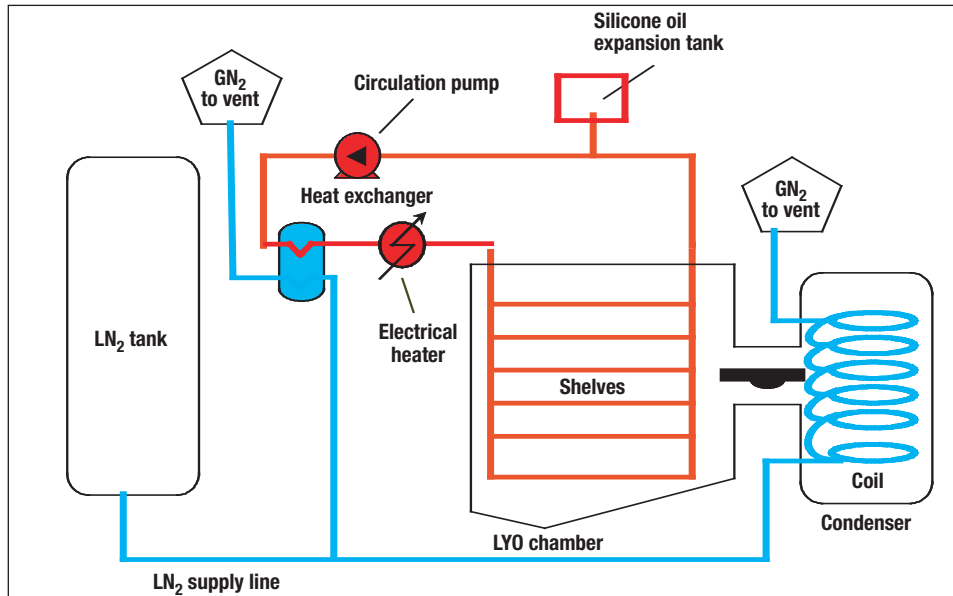 Silicone oil
expansion tank
GN₂
to vent
Circulation pump
Heat exchanger
GN₂
to vent
LN₂ tank
Electrical
heater
Shelves
Coil
Condenser
LYO chamber
LN₂ supply line